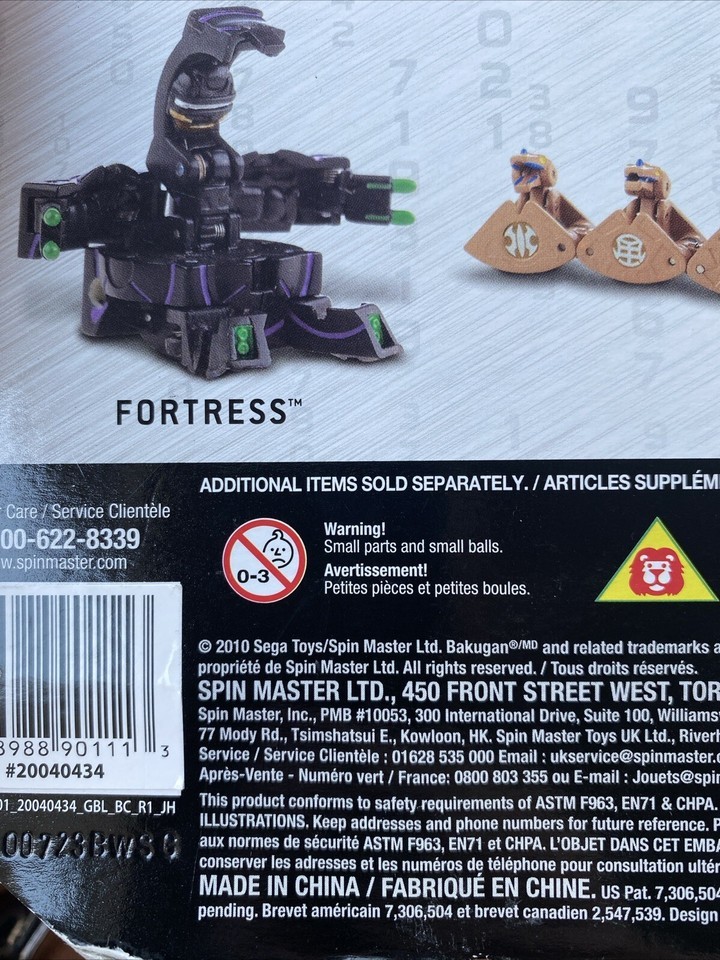 FORTRESS™
ADDITIONAL ITEMS SOLD SEPARATELY. / ARTICLES SUPPLÉM
Care / Service Clientèle
00-622-8339
w.spinmaster.com
0-3
Warning!
Small parts and small balls.
Avertissement!
Petites pièces et petites boules.
© 2010 Sega Toys/Spin Master Ltd. Bakugan®/MD and related trademarks a
propriété de Spin Master Ltd. All rights reserved. / Tous droits réservés.
SPIN MASTER LTD., 450 FRONT STREET WEST, TOR
Spin Master, Inc., PMB #10053, 300 International Drive, Suite 100, Williams
77 Mody Rd., Tsimshatsui E., Kowloon, HK. Spin Master Toys UK Ltd., Riverh
Service / Service Clientèle : 01628 535 000 Email : ukservice@spinmaster.c
Après-Vente - Numéro vert / France: 0800 803 355 ou E-mail : Jouets@spin
8988 90111 3
#20040434
01_20040434_GBL_BC_R1_JH
00723BWSG
This product conforms to safety requirements of ASTM F963, EN71 & CHPA.
ILLUSTRATIONS. Keep addresses and phone numbers for future reference. P
aux normes de sécurité ASTM F963, EN71 et CHPA. L'OBJET DANS CET EMBA
conserver les adresses et les numéros de téléphone pour consultation ultér
MADE IN CHINA / FABRIQUÉ EN CHINE. US Pat. 7,306,504
pending. Brevet américain 7,306,504 et brevet canadien 2,547,539. Design